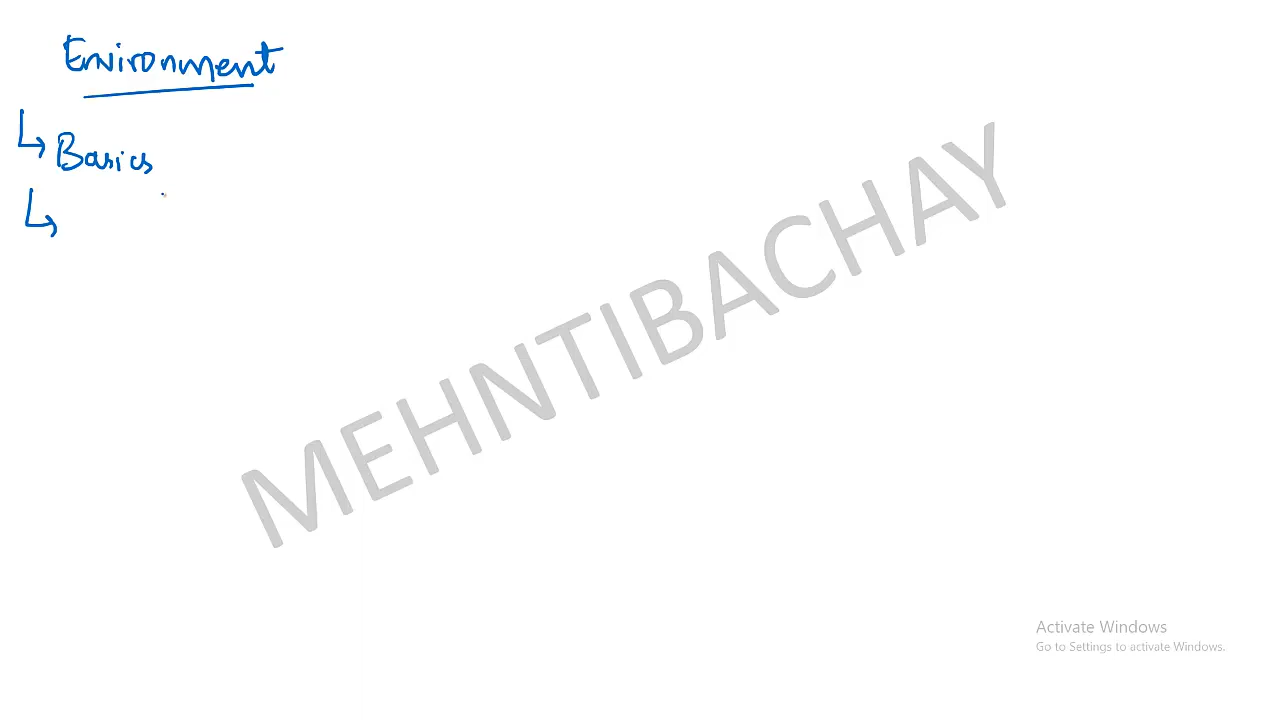 Environment
↳ Basics
↳
MEHNTIBACHAY
Activate Windows
Go to Settings to activate Windows.